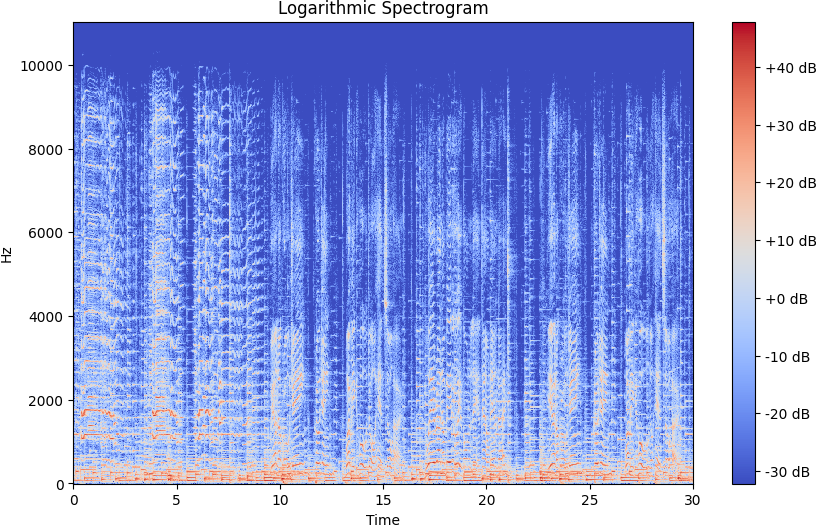 Logarithmic Spectrogram
10000
8000
6000
4000
2000
0
Hz
0 5 10 15 20 25 30
Time
+40 dB
+30 dB
+20 dB
+10 dB
+0 dB
-10 dB
-20 dB
-30 dB